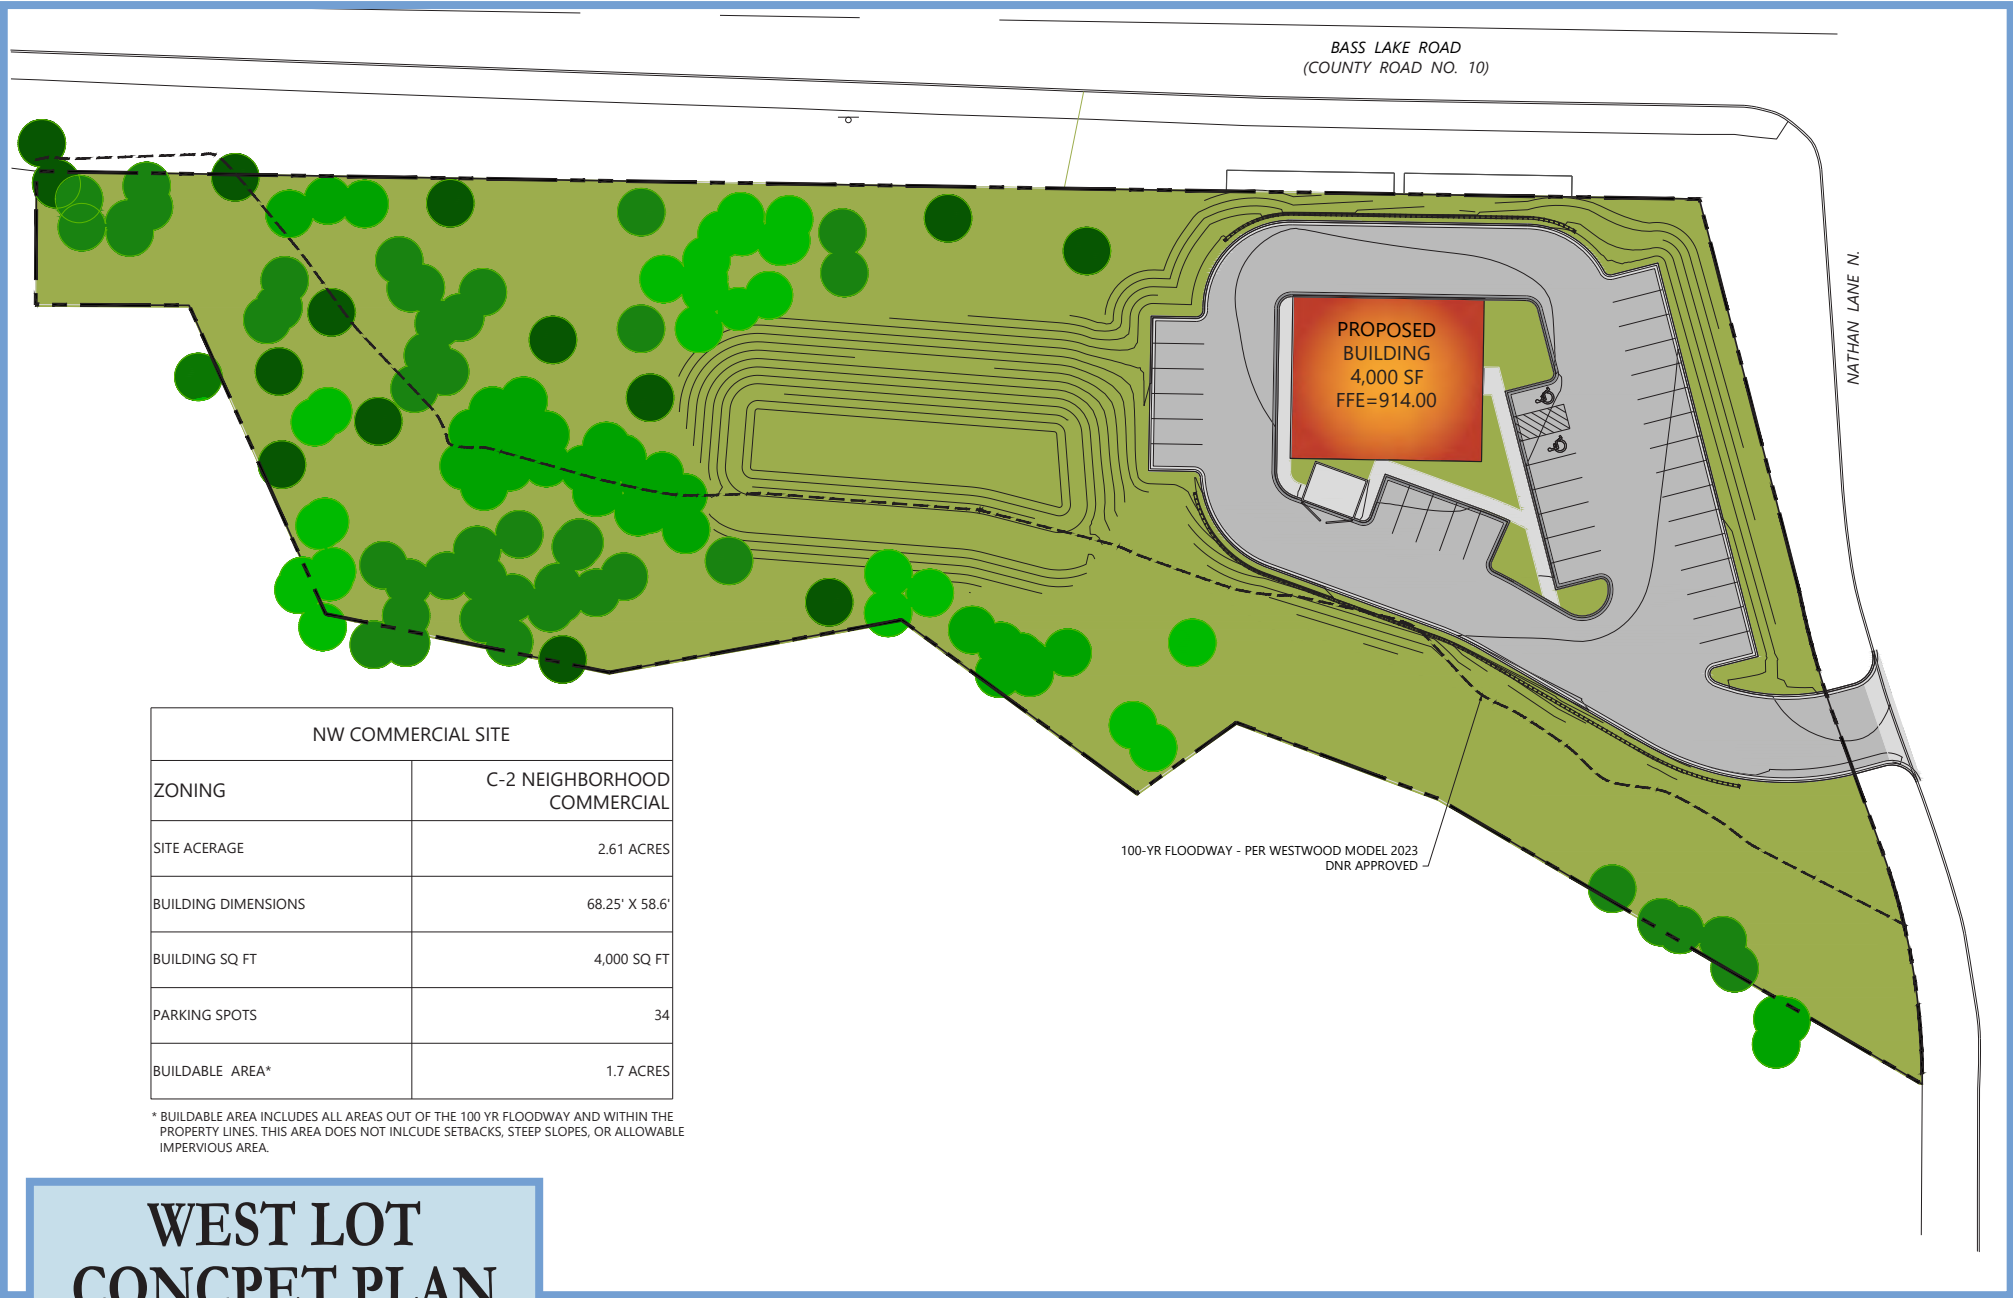 BASS LAKE ROAD
(COUNTY ROAD NO. 10)
NATHAN LANE N.
PROPOSED
BUILDING
4,000 SF
FFE=914.00
100-YR FLOODWAY - PER WESTWOOD MODEL 2023
DNR APPROVED
NW COMMERCIAL SITE
ZONING
C-2 NEIGHBORHOOD
COMMERCIAL
SITE ACERAGE 2.61 ACRES
BUILDING DIMENSIONS 68.25' X 58.6'
BUILDING SQ FT 4,000 SQ FT
PARKING SPOTS 34
BUILDABLE AREA* 1.7 ACRES
* BUILDABLE AREA INCLUDES ALL AREAS OUT OF THE 100 YR FLOODWAY AND WITHIN THE
PROPERTY LINES. THIS AREA DOES NOT INLCUDE SETBACKS, STEEP SLOPES, OR ALLOWABLE
IMPERVIOUS AREA.
WEST LOT
CONCPET PLAN